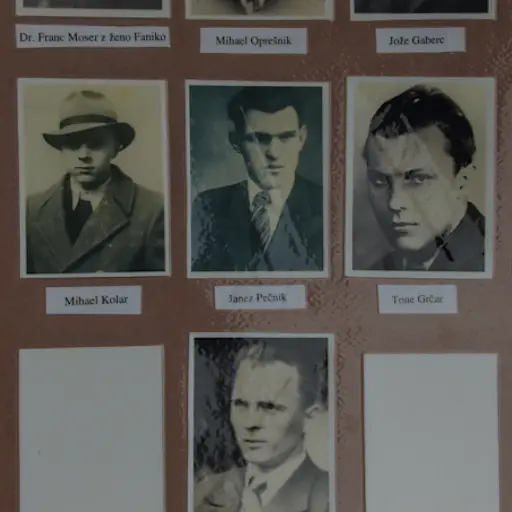 Dr. Franc Moser z ženo Faniko
Mihael Oprešnik
Jože Gaberc
Mihael Kolar
Janez Pečnik
Tone Grčar